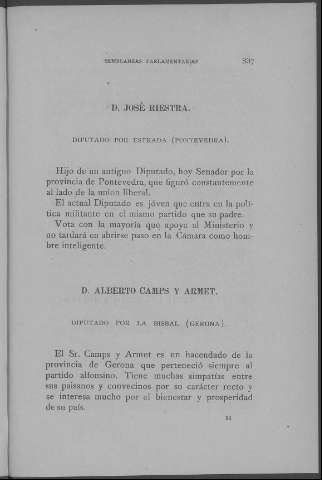 SEMBLANZAS PARLAMENTARIAS 337
D. JOSÉ RIESTRA.
DIPUTADO POR ESTRADA (PONTEVEDRA).
Hijo de un antiguo Diputado, hoy Senador por la
provincia de Pontevedra, que figuró constantemente
al lado de la union liberal.
El actual Diputado es jóven que entra en la polí-
tica militante en el mismo partido que su padre.
Vota con la mayoría que apoya al Ministerio y
no tardará en abrirse paso en la Cámara como hom-
bre inteligente.
D. ALBERTO CAMPS Y ARMET.
DIPUTADO POR LA BISBAL (GERONA).
El Sr. Camps y Armet es un hacendado de la
provincia de Gerona que perteneció siempre al
partido alfonsino. Tiene muchas simpatías entre
sus paisanos y convecinos por su carácter recto y
se interesa mucho por el bienestar y prosperidad
de su país.